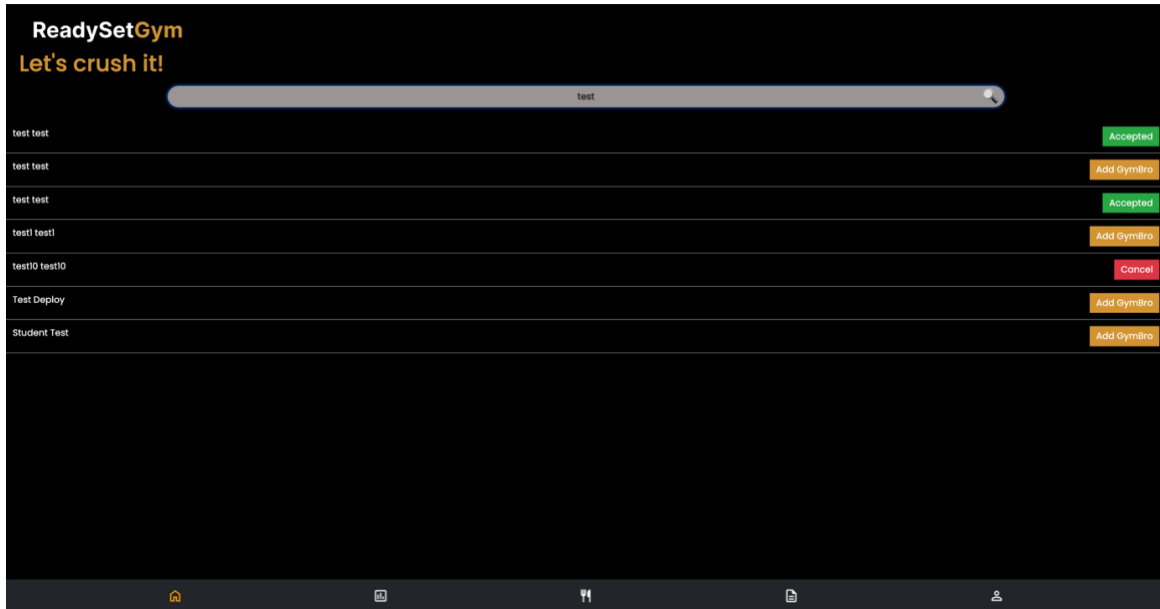 ReadySetGym
Let's crush it!
test
test test
Accepted
test test
Add GymBro
test test
Accepted
test1 test1
Add GymBro
test10 test10
Cancel
Test Deploy
Add GymBro
Student Test
Add GymBro